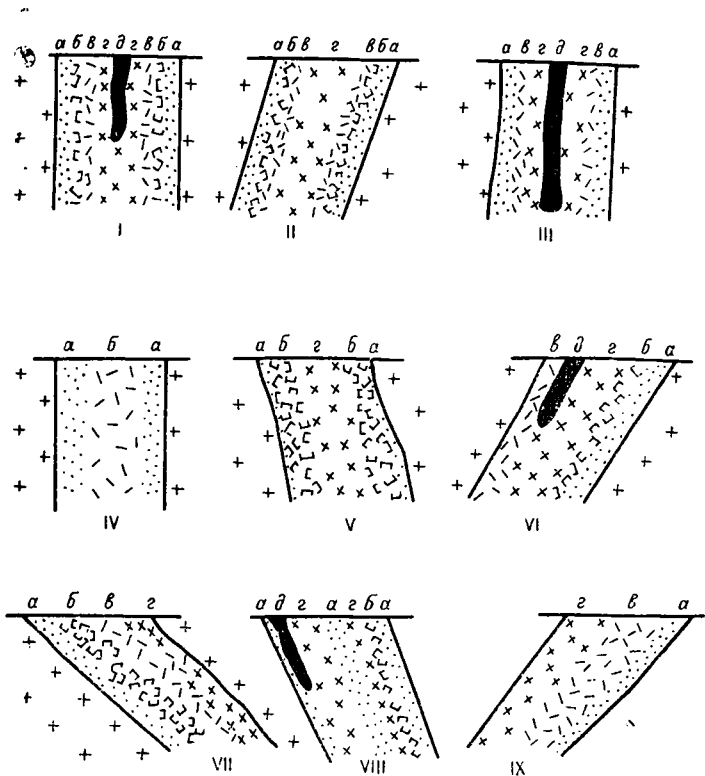 а б в г д г в б а
а б в г в б а
а в г д г в а
I
II
III
а б а
а б г б а
в д г б а
IV
V
VI
а б в г
а д г а г б а
г в а
VII
VIII
IX